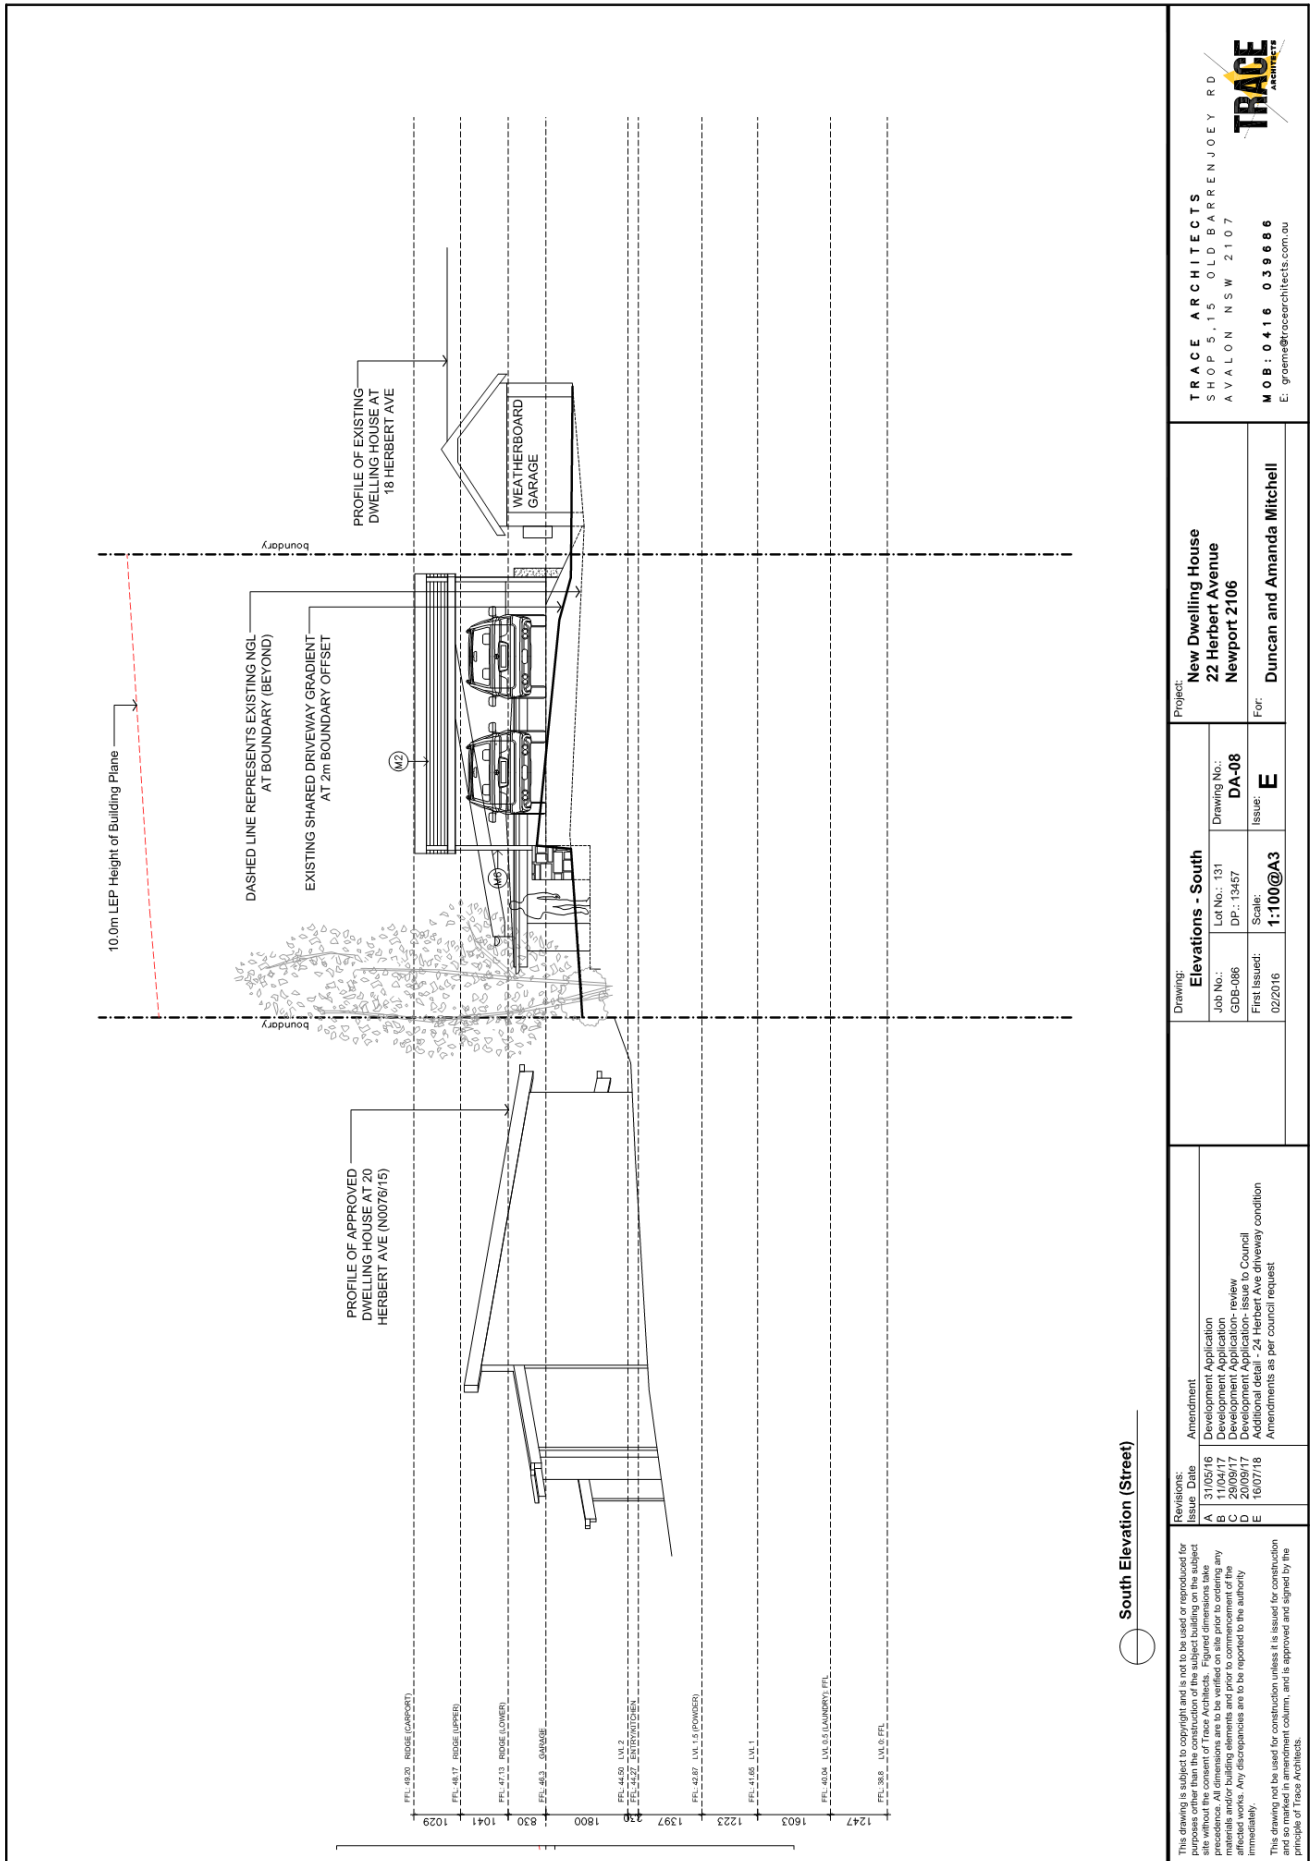 10.0m LEP Height of Building Plane
PROFILE OF APPROVED
DWELLING HOUSE AT 20
HERBERT AVE (N0076/15)
DASHED LINE REPRESENTS EXISTING NGL
AT BOUNDARY (BEYOND)
EXISTING SHARED DRIVEWAY GRADIENT
AT 2m BOUNDARY OFFSET
PROFILE OF EXISTING
DWELLING HOUSE AT
18 HERBERT AVE
boundary
boundary
M2
M6
WEATHERBOARD
GARAGE
FFL: 49.20 RIDGE (CARPORT)
1029
FFL: 48.17 RIDGE (UPPER)
1041
FFL: 47.13 RIDGE (LOWER)
830
FFL: 46.3 GARAGE
1800
FFL: 44.50 LVL 2
230
FFL: 44.27 ENTRY/KITCHEN
1397
FFL: 42.87 LVL 1.5 (POWDER)
1223
FFL: 41.65 LVL 1
1603
FFL: 40.04 LVL 0.5 (LAUNDRY): FFL
1247
FFL: 38.8 LVL 0: FFL
South Elevation (Street)
This drawing is subject to copyright and is not to be used or reproduced for
purposes orther than the construction of the subject building on the subject
site without the consent of Trace Architects. Figured dimensions take
precedence. All dimensions are to be verified on site prior to ordering any
materials and/or building elements and prior to commencement of the
affected works. Any discrepancies are to be reported to the authority
immediately.
This drawing not be used for construction unless it is issued for construction
and so marked in amendment column, and is approved and signed by the
principle of Trace Architects.
Revisions:
Issue Date Amendment
A 31/05/16 Development Application
B 11/04/17 Development Application
C 29/09/17 Development Application- review
D 20/09/17 Development Application- issue to Council
E 16/07/18 Additional detail - 24 Herbert Ave driveway condition
Amendments as per council request
Drawing:
Elevations - South
Job No.: Lot No.: 131 Drawing No.:
GDB-086 DP.: 13457 DA-08
First Issued: Scale: Issue:
02/2016 1:100@A3 E
Project:
New Dwelling House
22 Herbert Avenue
Newport 2106
For:
Duncan and Amanda Mitchell
TRACE ARCHITECTS
SHOP 5, 15 OLD BARRENJOEY RD
AVALON NSW 2107
MOB: 0416 039686
E: graeme@tracearchitects.com.au
TRACE
ARCHITECTS